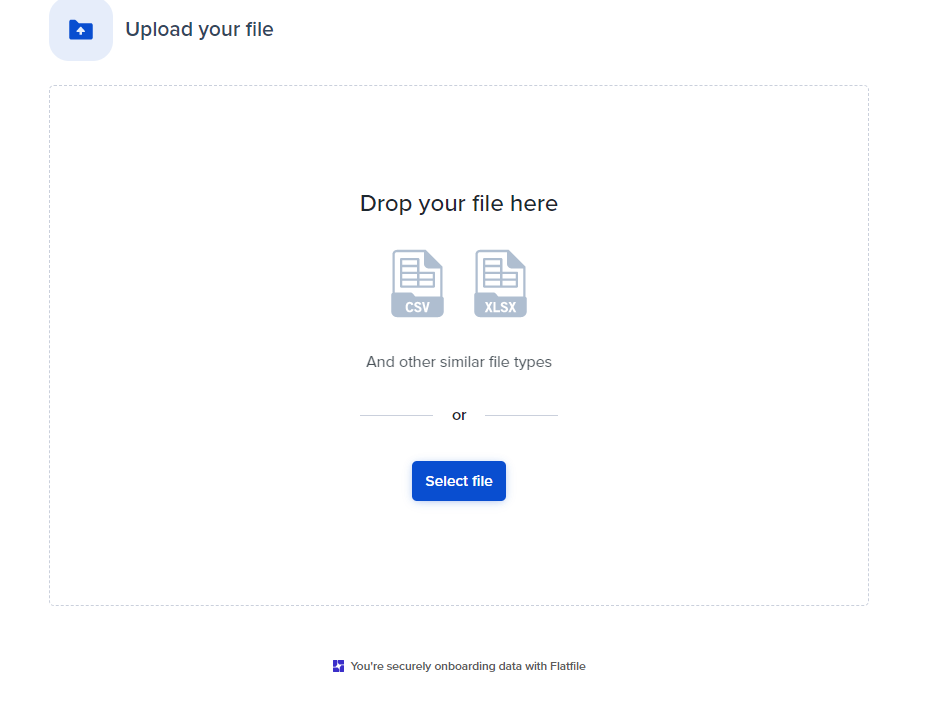 Upload your file
Drop your file here
CSV XLSX
And other similar file types
or
Select file
You're securely onboarding data with Flatfile